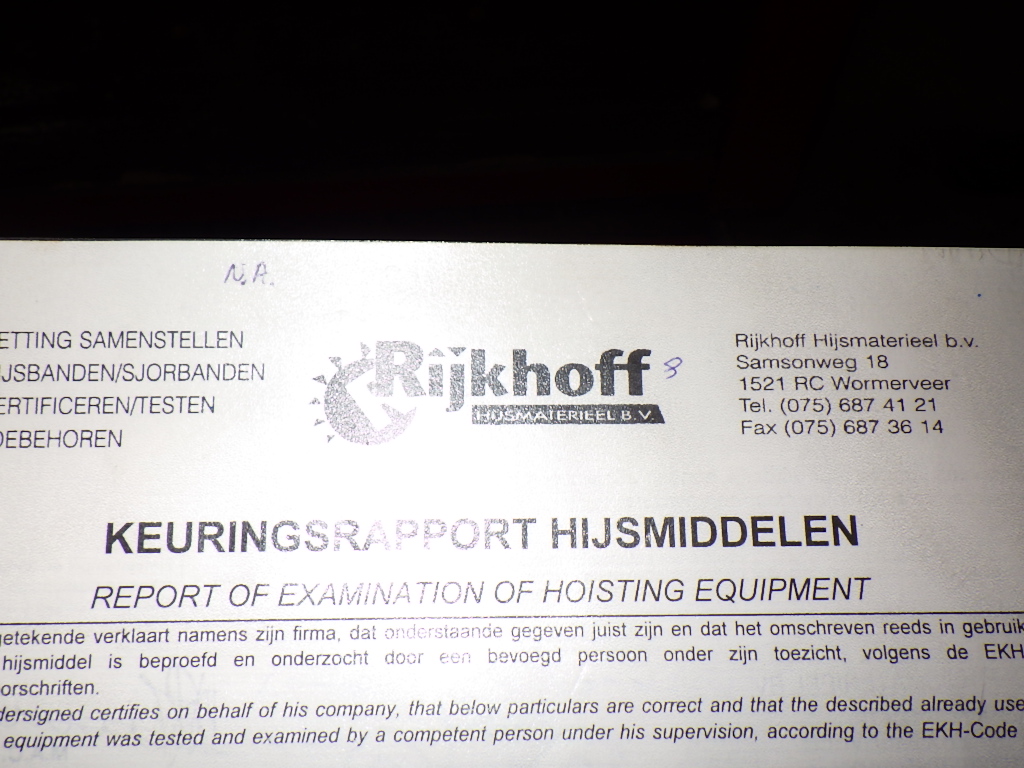 N.A.
ETTING SAMENSTELLEN
IJSBANDEN/SJORBANDEN
ERTIFICEREN/TESTEN
OEBEHOREN
Rijkhoff 8
HIJSMATERIEEL B.V.
Rijkhoff Hijsmaterieel b.v.
Samsonweg 18
1521 RC Wormerveer
Tel. (075) 687 41 21
Fax (075) 687 36 14
KEURINGSRAPPORT HIJSMIDDELEN
REPORT OF EXAMINATION OF HOISTING EQUIPMENT
getekende verklaart namens zijn firma, dat onderstaande gegeven juist zijn en dat het omschreven reeds in gebruik
hijsmiddel is beproefd en onderzocht door een bevoegd persoon onder zijn toezicht, volgens de EKH
orschriften.
dersigned certifies on behalf of his company, that below particulars are correct and that the described already use
equipment was tested and examined by a competent person under his supervision, according to the EKH-Code